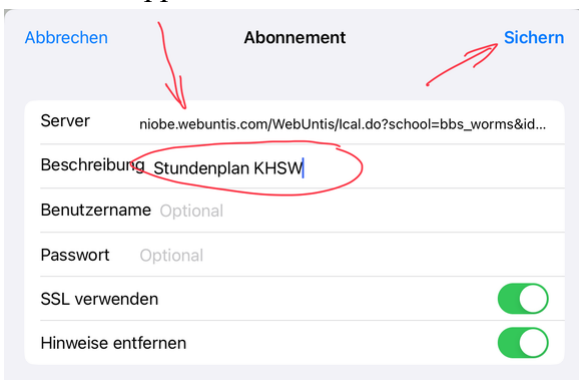 Abbrechen Abonnement Sichern
Server niobe.webuntis.com/WebUntis/Ical.do?school=bbs_worms&id...
Beschreibung Stundenplan KHSW
Benutzername Optional
Passwort Optional
SSL verwenden
Hinweise entfernen